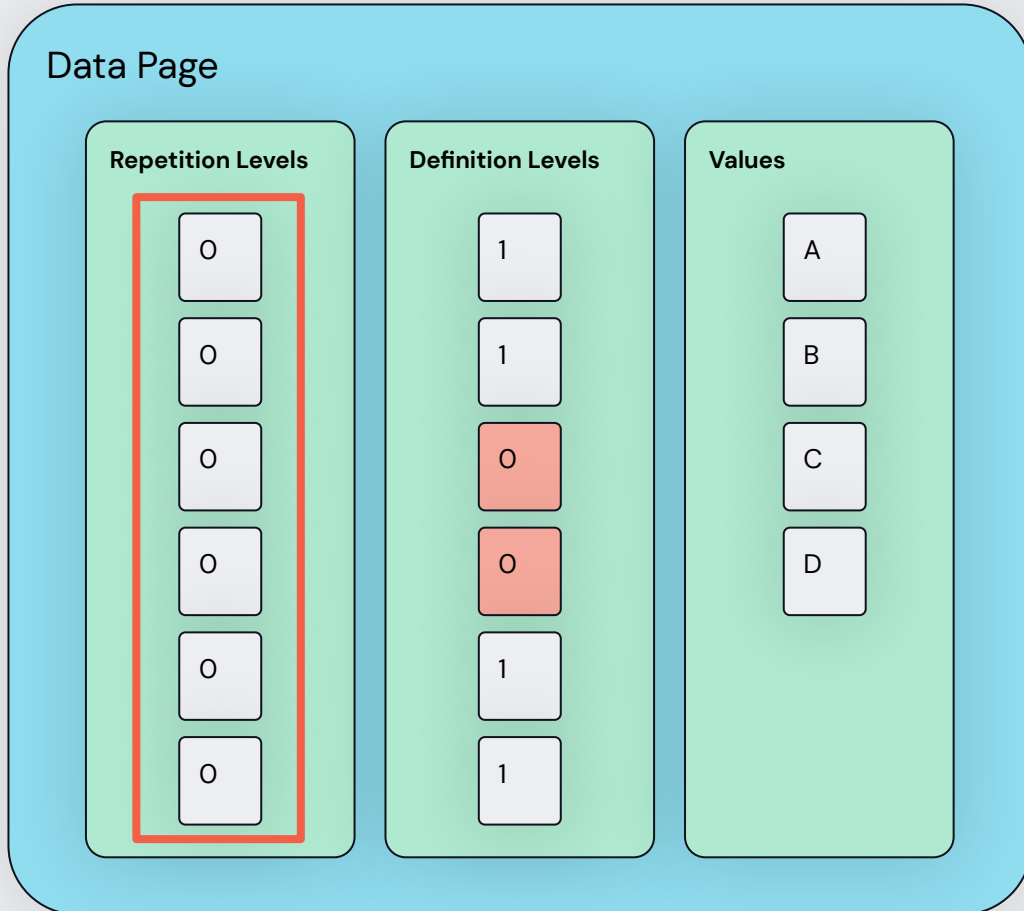 Data Page
Repetition Levels Definition Levels Values
0 1 A
0 1 B
0 0 C
0 0 D
0 1
0 1